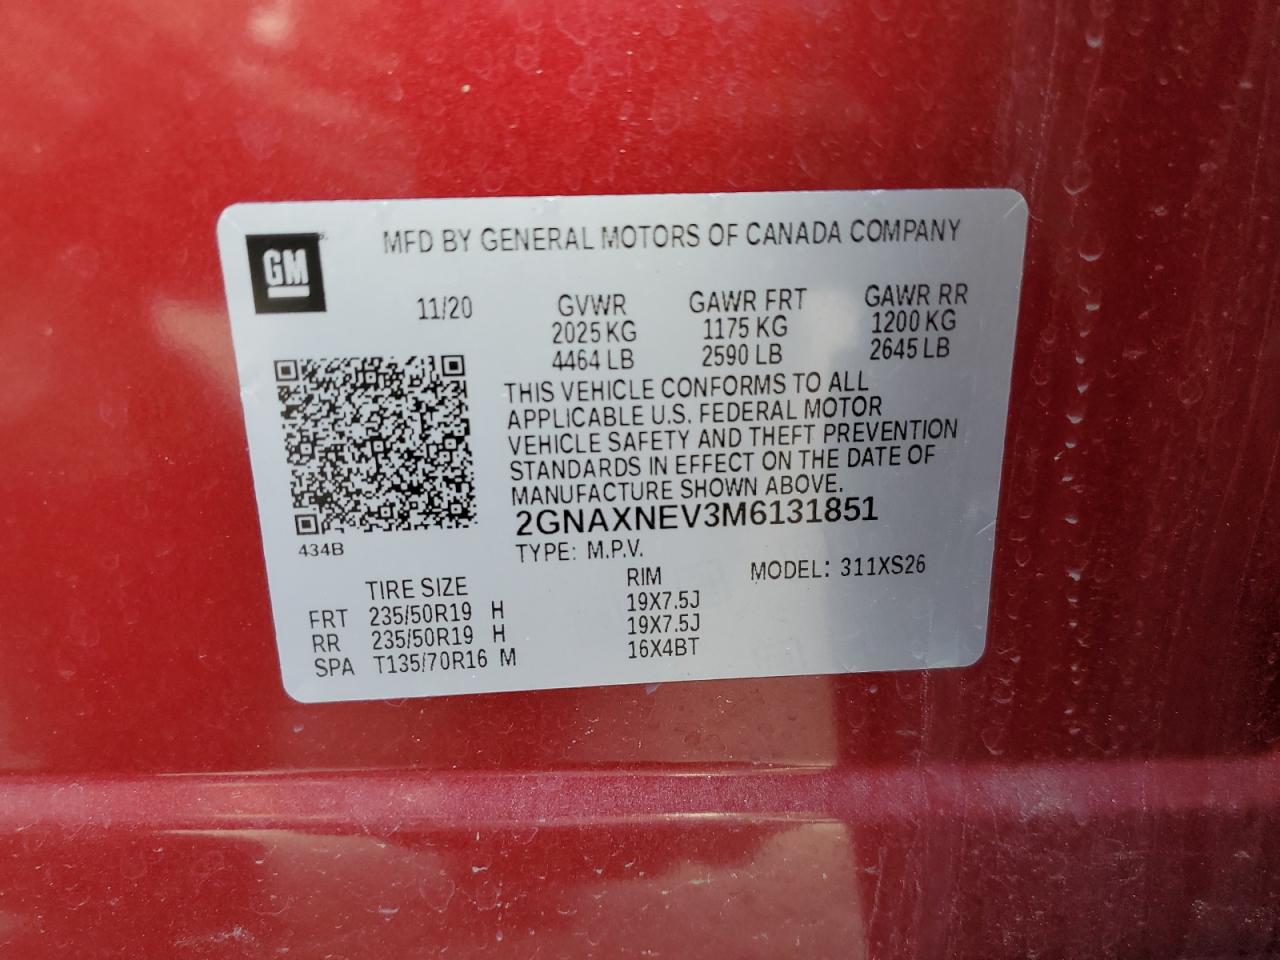 GM
MFD BY GENERAL MOTORS OF CANADA COMPANY
11/20 GVWR GAWR FRT GAWR RR
2025 KG 1175 KG 1200 KG
4464 LB 2590 LB 2645 LB
THIS VEHICLE CONFORMS TO ALL
APPLICABLE U.S. FEDERAL MOTOR
VEHICLE SAFETY AND THEFT PREVENTION
STANDARDS IN EFFECT ON THE DATE OF
MANUFACTURE SHOWN ABOVE.
2GNAXNEV3M6131851
434B
TYPE: M.P.V.
MODEL: 311XS26
TIRE SIZE RIM
FRT 235/50R19 H 19X7.5J
RR 235/50R19 H 19X7.5J
SPA T135/70R16 M 16X4BT